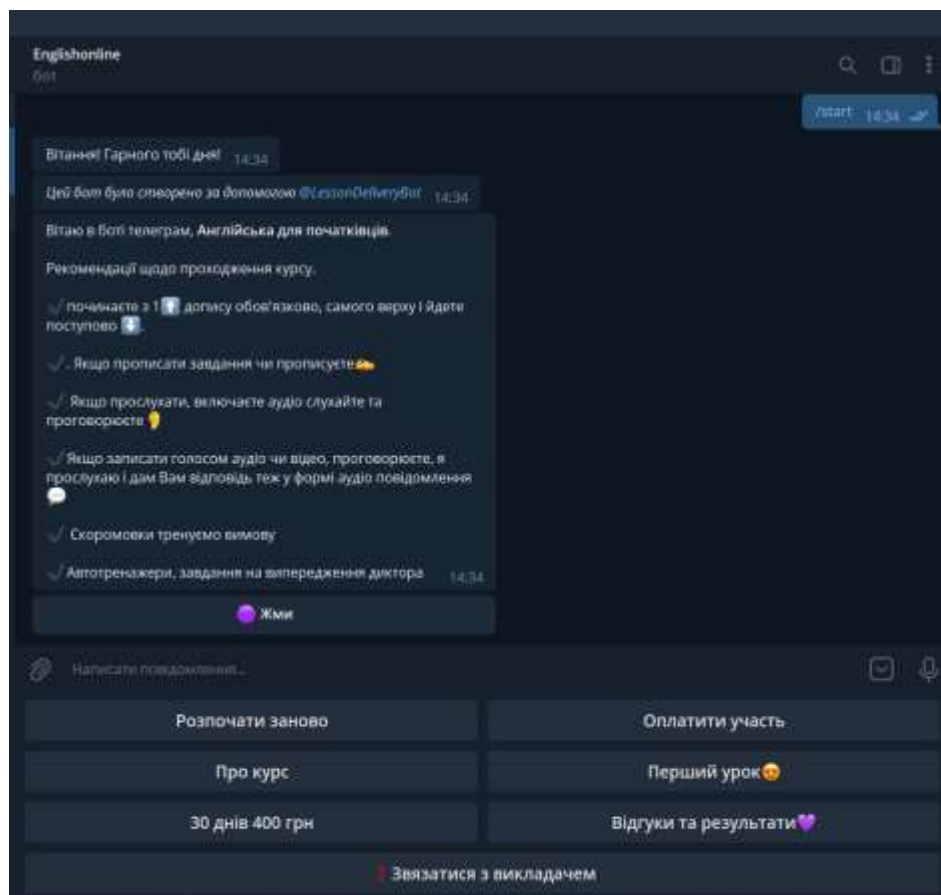 Englishonline
бот
/start 14:34
Вітання! Гарного тобі дня! 14:34
Цей бот було створено за допомогою @LessonDeliveryBot 14:34
Вітаю в боті телеграм, Англійська для початківців.
Рекомендації щодо проходження курсу.
✓ починаєте з 1⬆️ допису обов'язково, самого верху і йдете
поступово ⬇️.
✓ . Якщо прописати завдання чи прописуєте✍️
✓ Якщо прослухати, включаєте аудіо слухайте та
проговорюєте 👂
✓ Якщо записати голосом аудіо чи відео, проговорюєте, я
прослухаю і дам Вам відповідь теж у формі аудіо повідомлення
💬
✓ Скоромовки тренуємо вимову
✓ Автотренажери, завдання на випередження диктора 14:34
🟣 Жми
Написати повідомлення...
Розпочати заново
Оплатити участь
Про курс
Перший урок😍
30 днів 400 грн
Відгуки та результати💜
❗Звязатися з викладачем